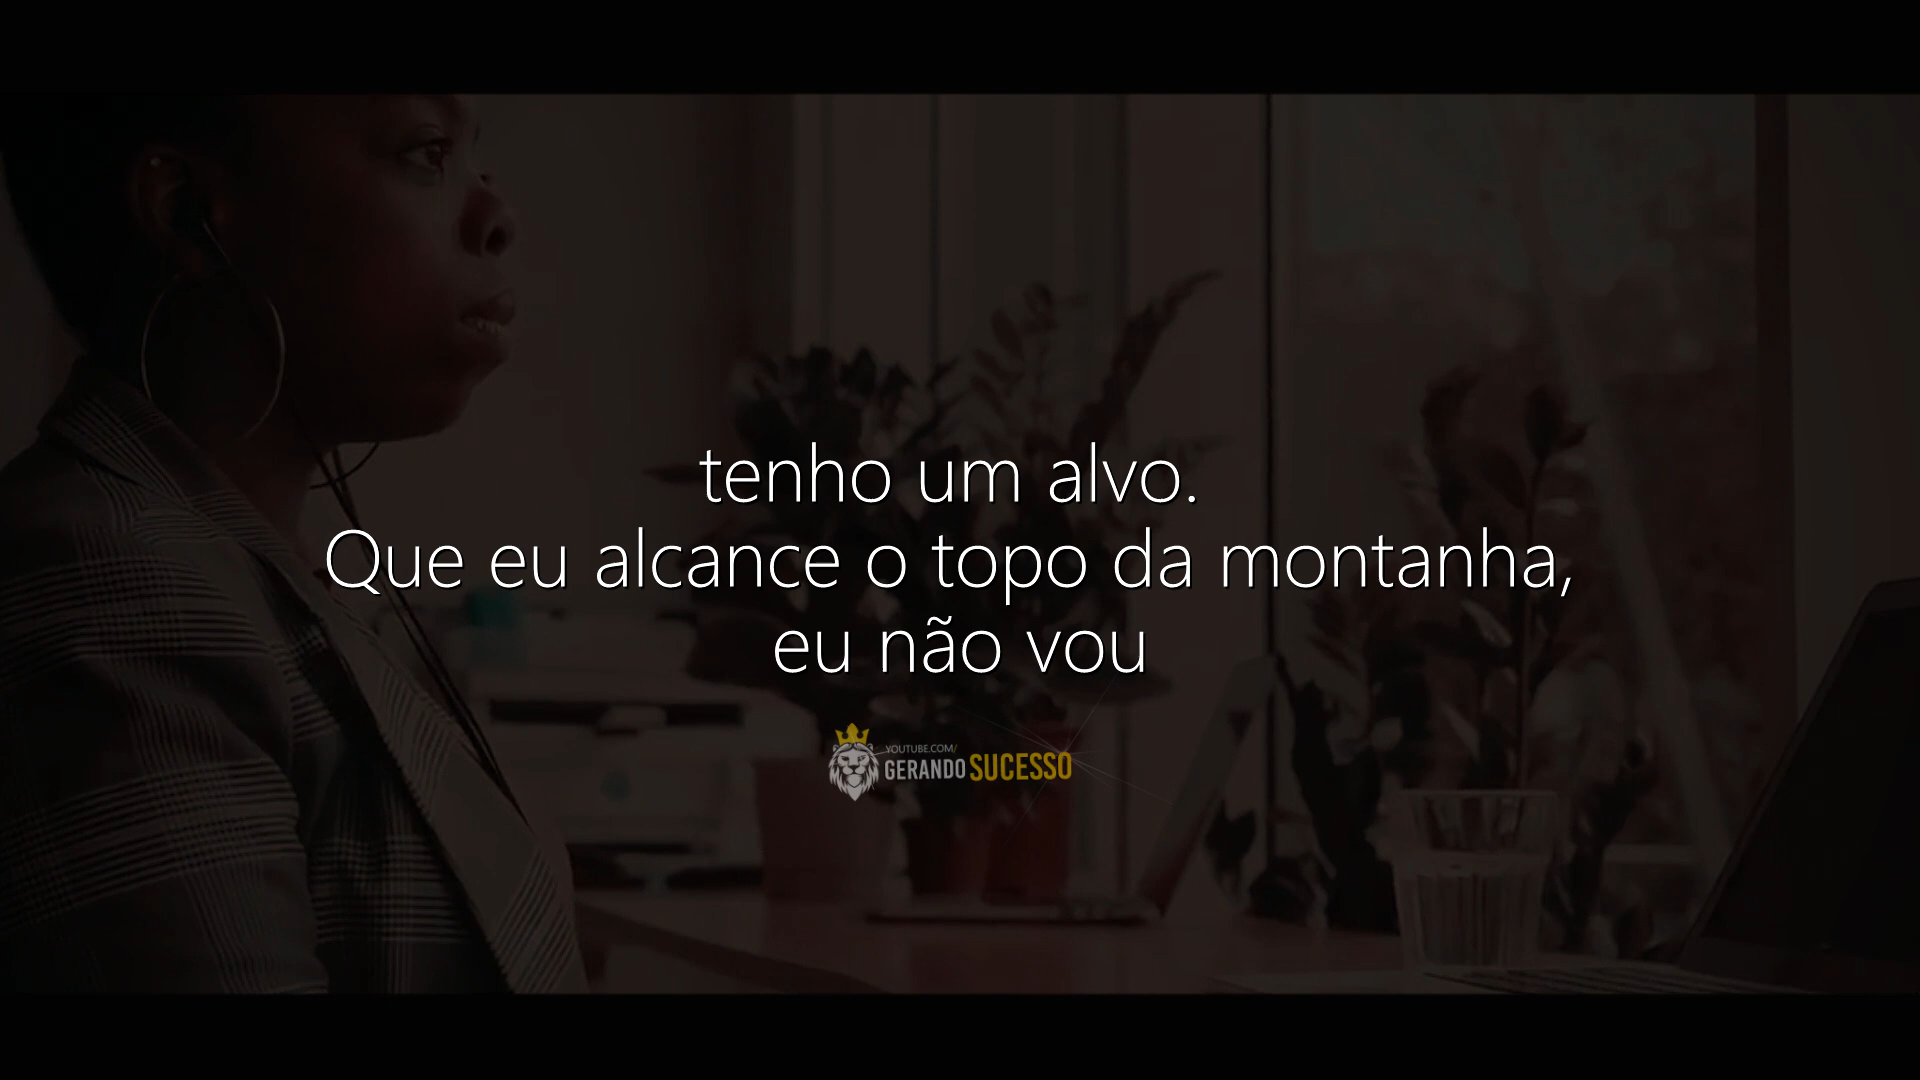 tenho um alvo.
Que eu alcance o topo da montanha,
eu não vou
YOUTUBE.COM/
GERANDO SUCESSO